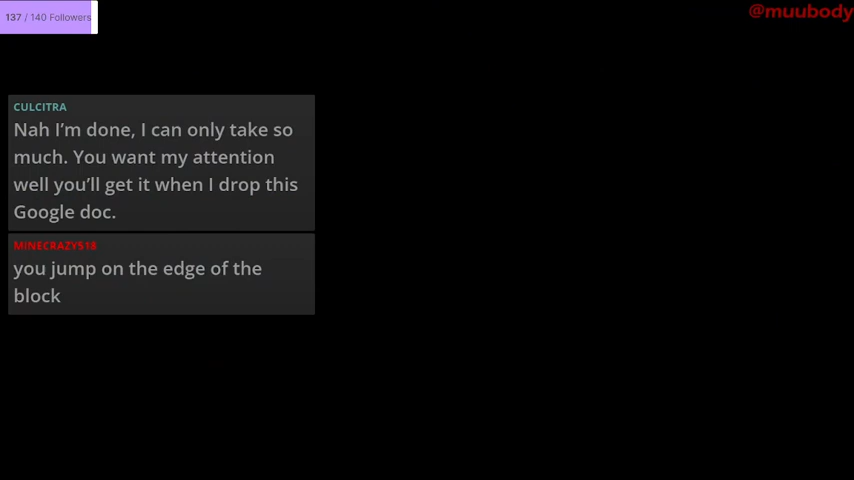 137 / 140 Followers
@muubody
CULCITRA
Nah I’m done, I can only take so
much. You want my attention
well you’ll get it when I drop this
Google doc.
MINECRAZY518
you jump on the edge of the
block